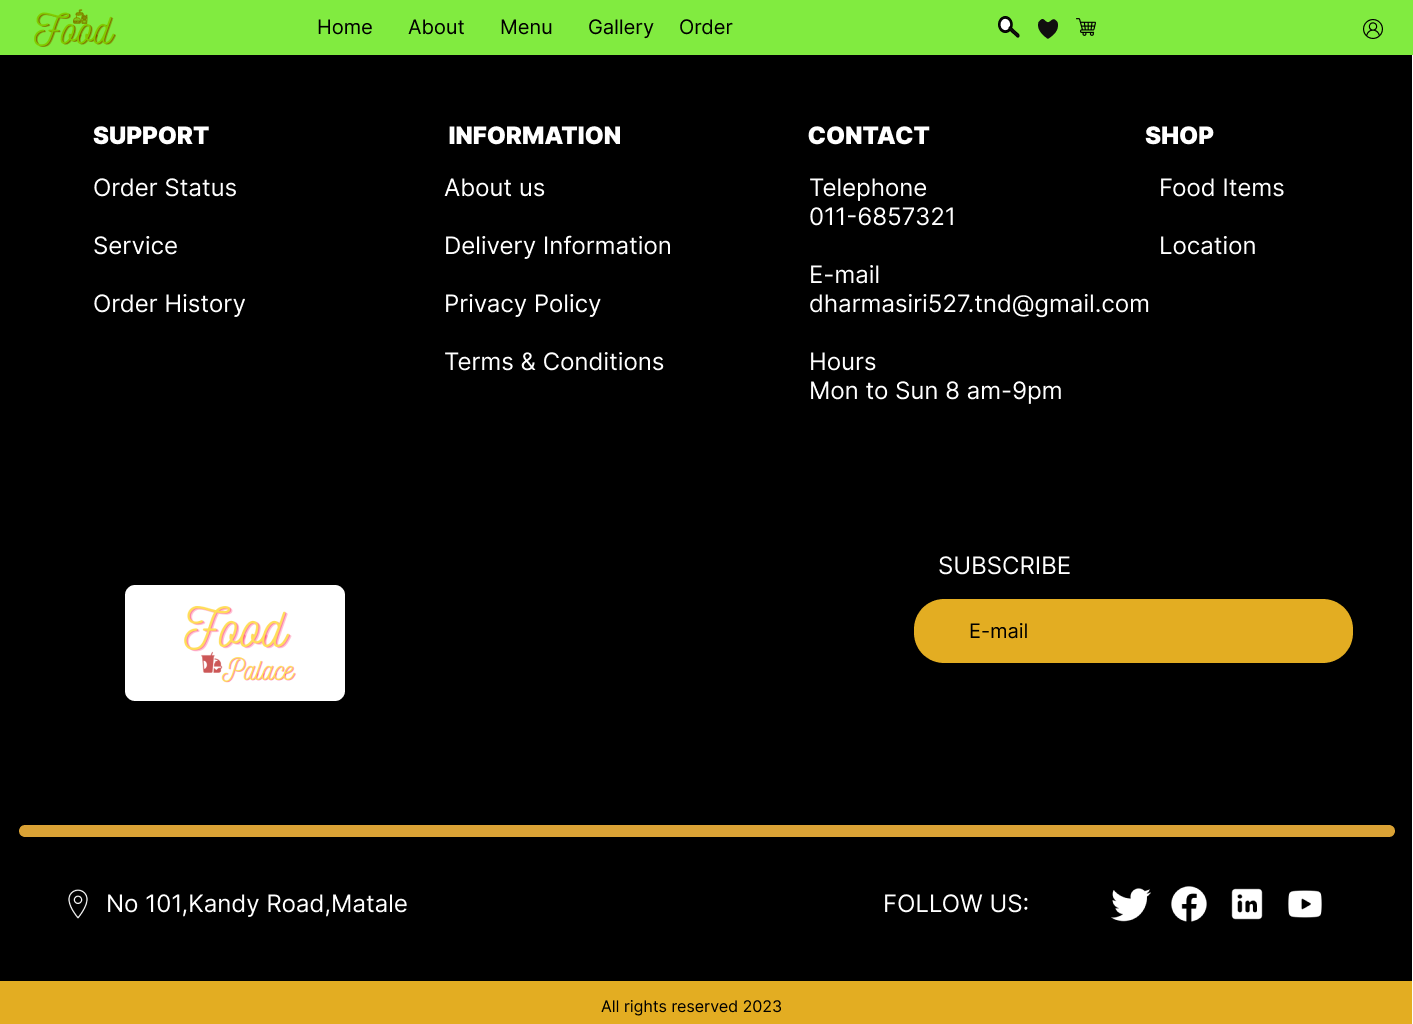 Food
Home About Menu Gallery Order
SUPPORT
Order Status
Service
Order History
INFORMATION
About us
Delivery Information
Privacy Policy
Terms & Conditions
CONTACT
Telephone
011-6857321
E-mail
dharmasiri527.tnd@gmail.com
Hours
Mon to Sun 8 am-9pm
SHOP
Food Items
Location
Food
Palace
SUBSCRIBE
E-mail
No 101,Kandy Road,Matale
FOLLOW US:
in
All rights reserved 2023